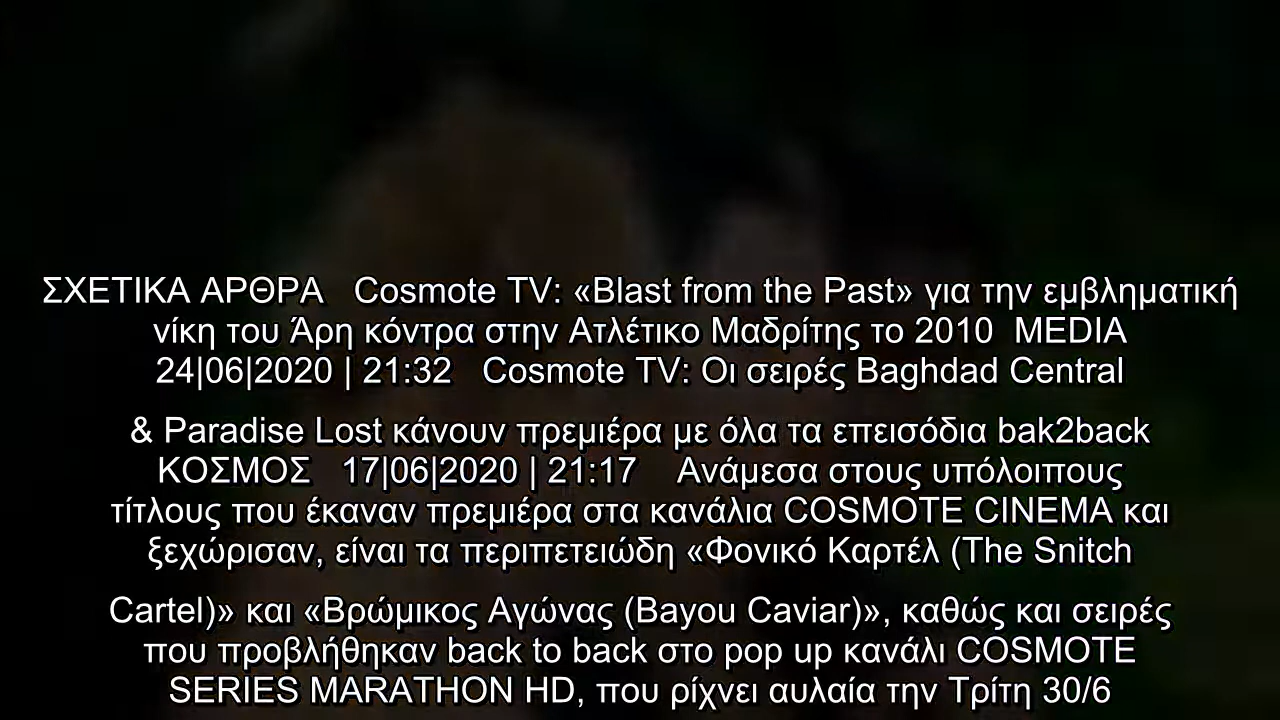 ΣΧΕΤΙΚΑ ΑΡΘΡΑ   Cosmote TV: «Blast from the Past» για την εμβληματική
νίκη του Άρη κόντρα στην Ατλέτικο Μαδρίτης το 2010  MEDIA
24|06|2020 | 21:32   Cosmote TV: Οι σειρές Baghdad Central
& Paradise Lost κάνουν πρεμιέρα με όλα τα επεισόδια bak2back
ΚΟΣΜΟΣ   17|06|2020 | 21:17    Ανάμεσα στους υπόλοιπους
τίτλους που έκαναν πρεμιέρα στα κανάλια COSMOTE CINEMA και
ξεχώρισαν, είναι τα περιπετειώδη «Φονικό Καρτέλ (The Snitch
Cartel)» και «Βρώμικος Αγώνας (Bayou Caviar)», καθώς και σειρές
που προβλήθηκαν back to back στο pop up κανάλι COSMOTE
SERIES MARATHON HD, που ρίχνει αυλαία την Τρίτη 30/6